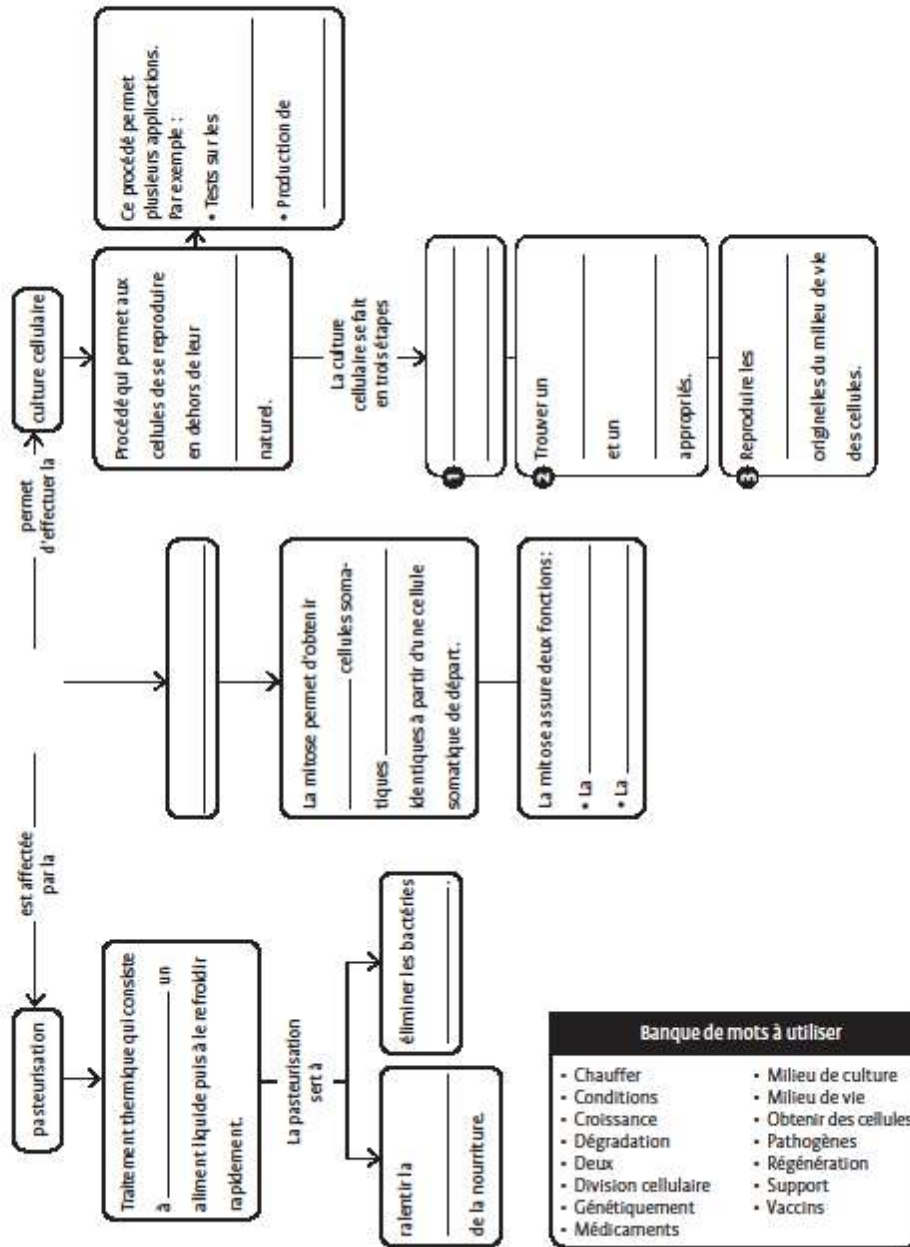 est affectée
par la
permet
d'effectuer la
pasteurisation
Traitement thermique qui consiste
à un
aliment liquide puis à le refroidir
rapidement.
La pasteurisation
sert à
ralentir la
de la nourriture.
éliminer les bactéries
.
La mitose permet d'obtenir
cellules soma-
tiques
identiques à partir d'une cellule
somatique de départ.
La mitose assure deux fonctions :
• La
• La
culture cellulaire
Procédé qui permet aux
cellules de se reproduire
en dehors de leur
naturel.
Ce procédé permet
plusieurs applications.
Par exemple :
• Tests sur les
• Production de
La culture
cellulaire se fait
en trois étapes
1
2 Trouver un
et un
appropriés.
3 Reproduire les
originelles du milieu de vie
des cellules.
Banque de mots à utiliser
• Chauffer
• Conditions
• Croissance
• Dégradation
• Deux
• Division cellulaire
• Génétiquement
• Médicaments
• Milieu de culture
• Milieu de vie
• Obtenir des cellules
• Pathogènes
• Régénération
• Support
• Vaccins